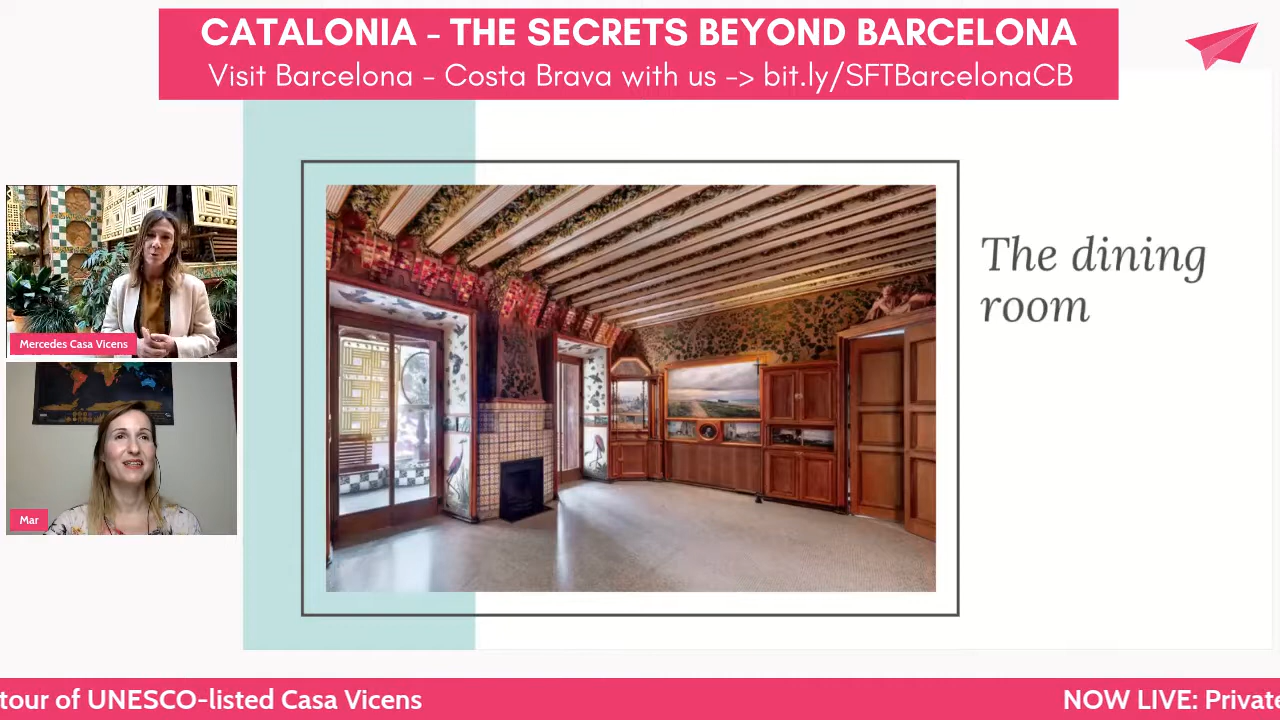 CATALONIA - THE SECRETS BEYOND BARCELONA
Visit Barcelona - Costa Brava with us -> bit.ly/SFTBarcelonaCB
The dining
room
Mercedes Casa Vicens
Mar
tour of UNESCO-listed Casa Vicens
NOW LIVE: Private